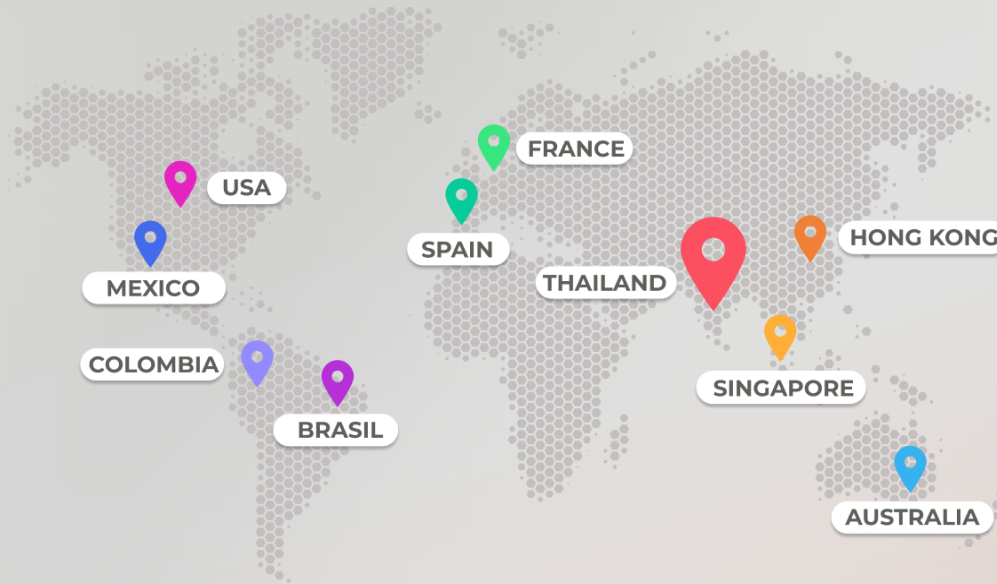 FRANCE
USA
HONG KONG
SPAIN
THAILAND
MEXICO
COLOMBIA
SINGAPORE
BRASIL
AUSTRALIA